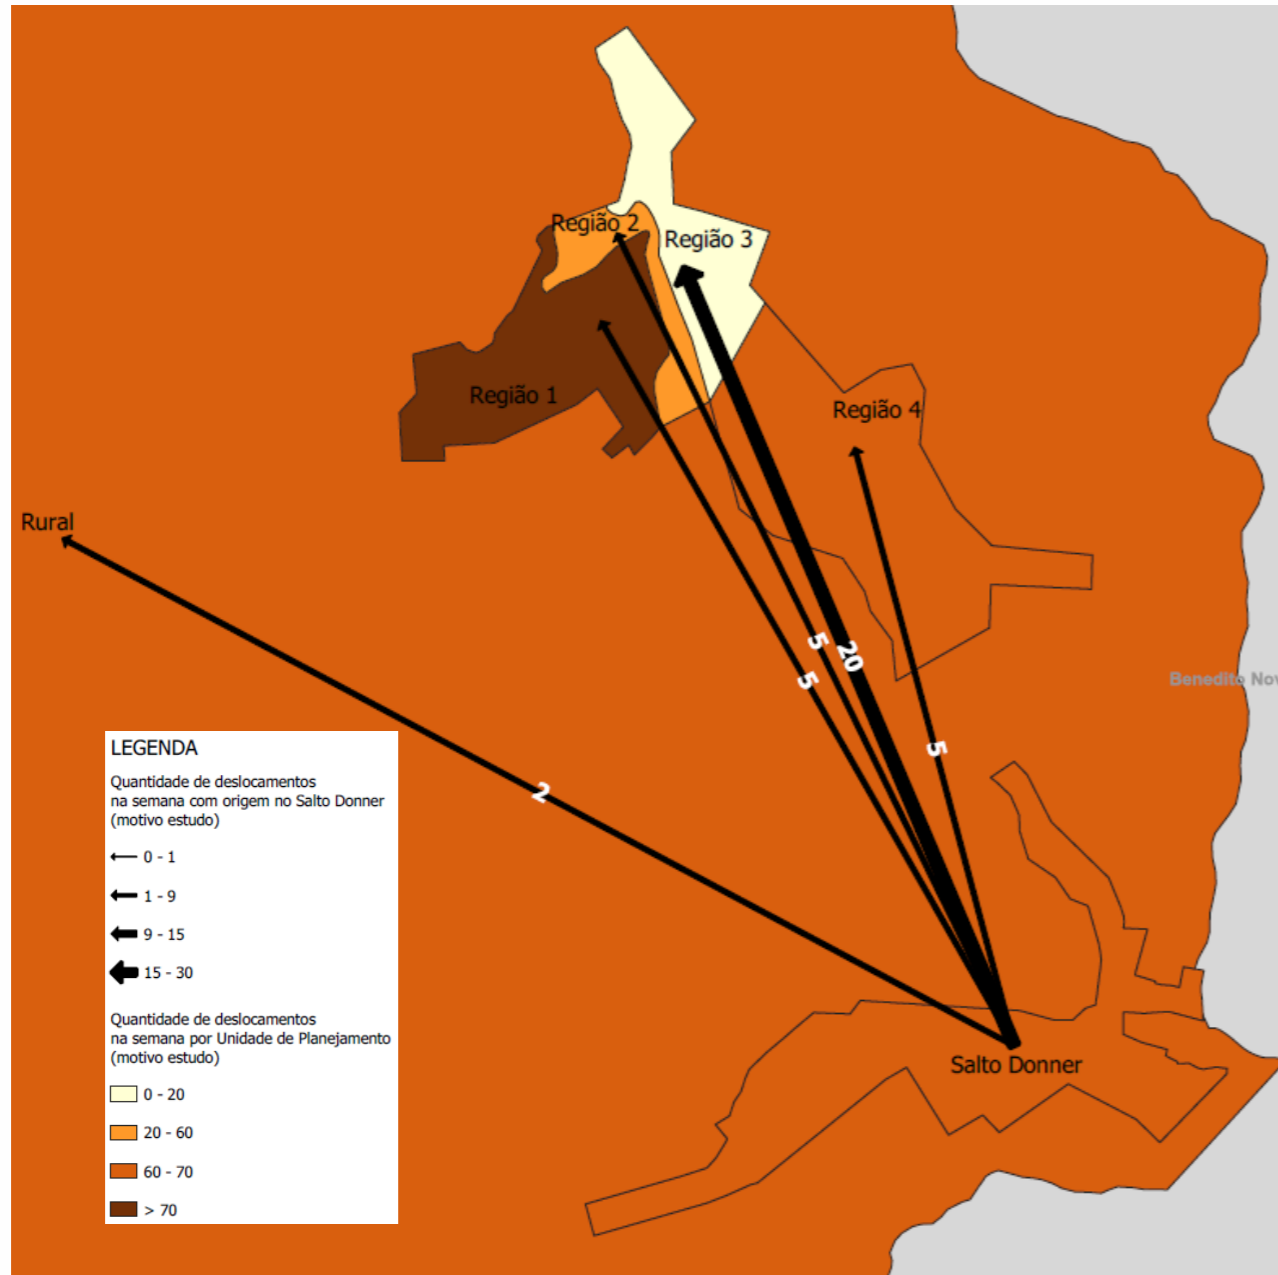 Região 2
Região 3
Região 1
Região 4
Rural
5
20
5
Benedito Nov
5
2
LEGENDA
Quantidade de deslocamentos
na semana com origem no Salto Donner
(motivo estudo)
0 - 1
1 - 9
9 - 15
15 - 30
Quantidade de deslocamentos
na semana por Unidade de Planejamento
(motivo estudo)
0 - 20
20 - 60
60 - 70
> 70
Salto Donner